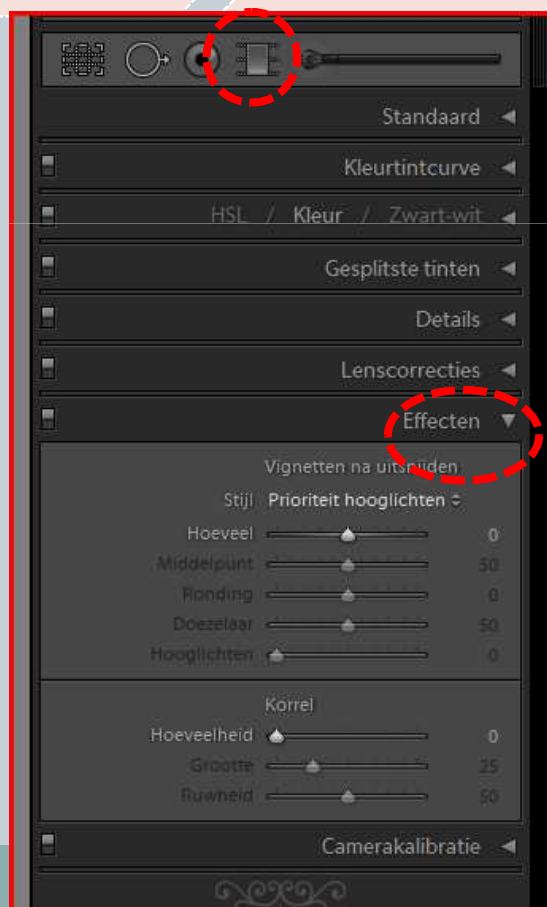 Standaard
Kleurtintcurve
HSL / Kleur / Zwart-wit
Gesplitste tinten
Details
Lenscorrecties
Effecten
Vignetten na uitsnijden
Stijl Prioriteit hooglichten
Hoeveel 0
Middelpunt 50
Ronding 0
Doezelaar 50
Hooglichten 0
Korrel
Hoeveelheid 0
Grootte 25
Ruwheid 50
Camerakalibratie